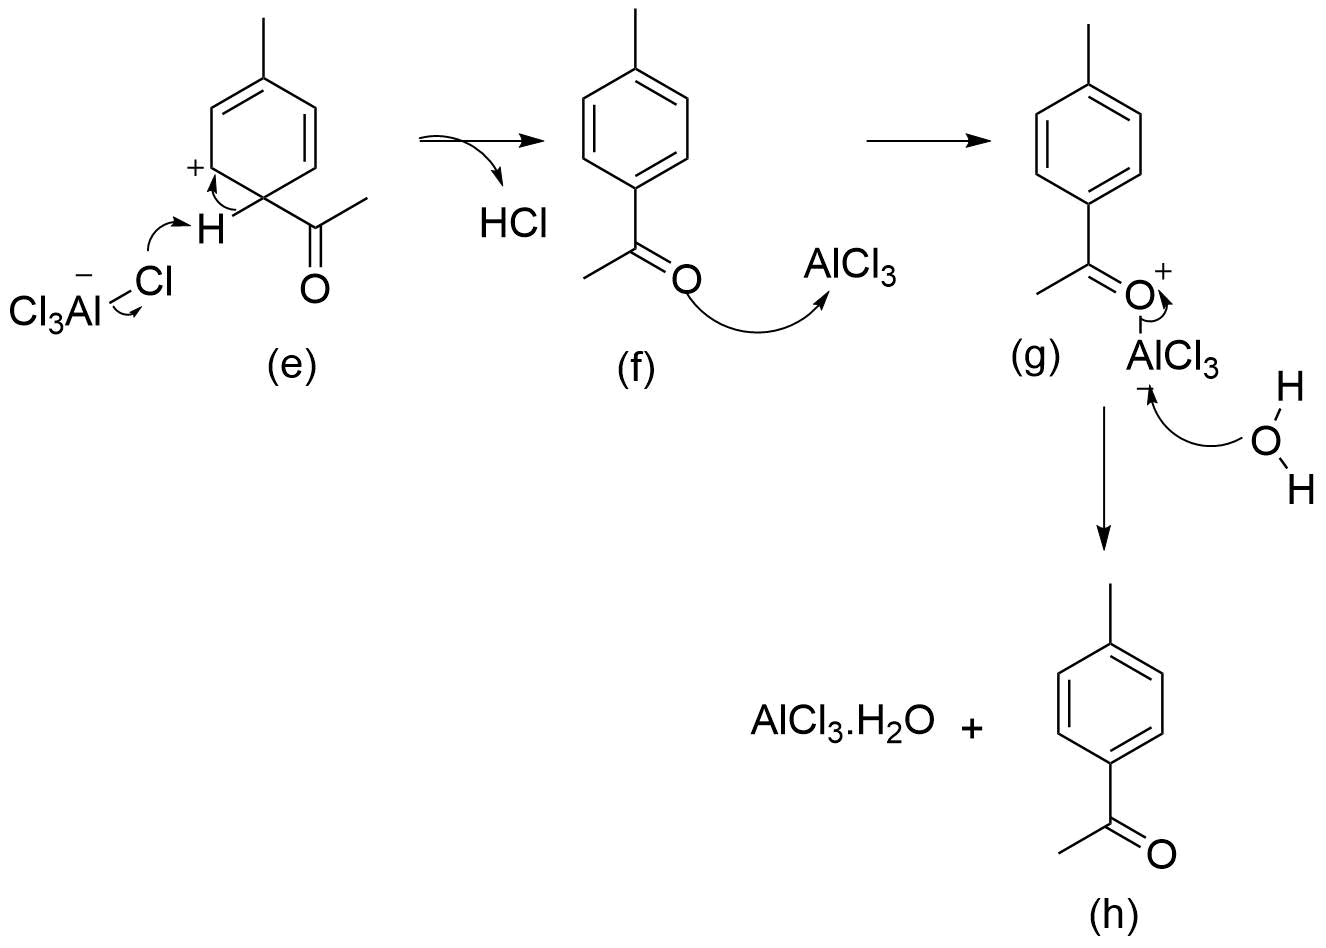 +
H
−
Cl
Cl₃Al
O
(e)
HCl
O
(f)
AlCl₃
O
+
AlCl₃
−
(g)
H
O
H
AlCl₃.H₂O +
O
(h)